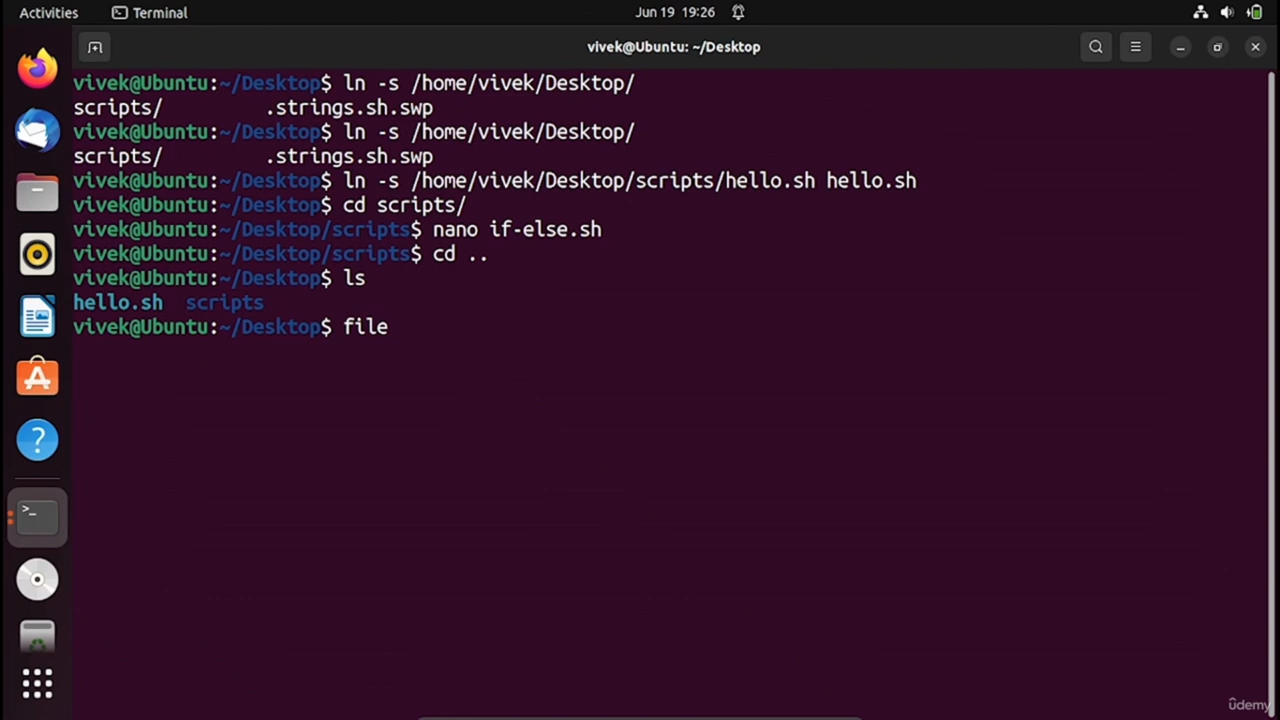 Activities Terminal Jun 19 19:26
vivek@Ubuntu: ~/Desktop
vivek@Ubuntu:~/Desktop$ ln -s /home/vivek/Desktop/
scripts/ .strings.sh.swp
vivek@Ubuntu:~/Desktop$ ln -s /home/vivek/Desktop/
scripts/ .strings.sh.swp
vivek@Ubuntu:~/Desktop$ ln -s /home/vivek/Desktop/scripts/hello.sh hello.sh
vivek@Ubuntu:~/Desktop$ cd scripts/
vivek@Ubuntu:~/Desktop/scripts$ nano if-else.sh
vivek@Ubuntu:~/Desktop/scripts$ cd ..
vivek@Ubuntu:~/Desktop$ ls
hello.sh scripts
vivek@Ubuntu:~/Desktop$ file
udemy